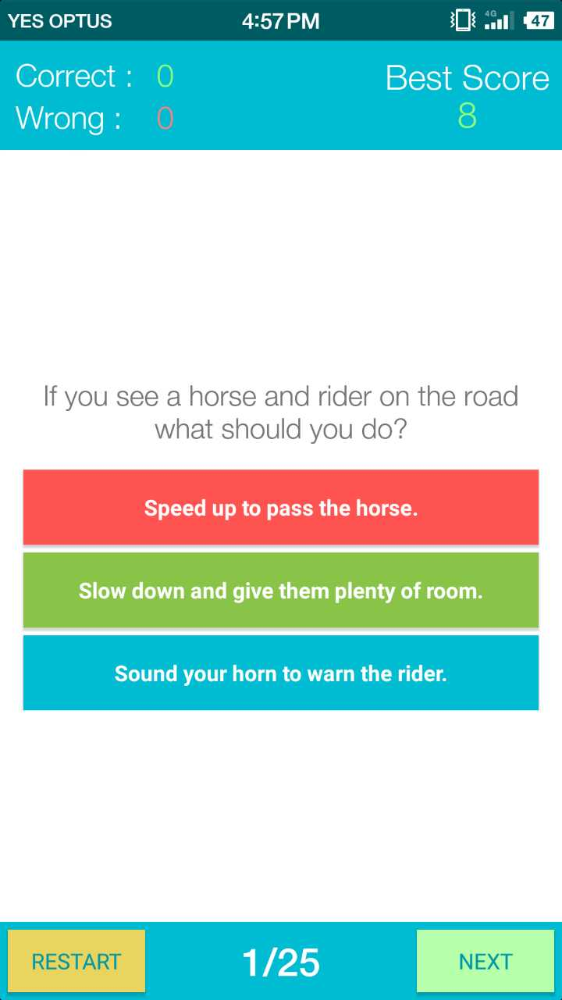 YES OPTUS 4:57 PM 4G 47
Correct : 0
Best Score
Wrong : 0
8
If you see a horse and rider on the road
what should you do?
Speed up to pass the horse.
Slow down and give them plenty of room.
Sound your horn to warn the rider.
RESTART 1/25 NEXT